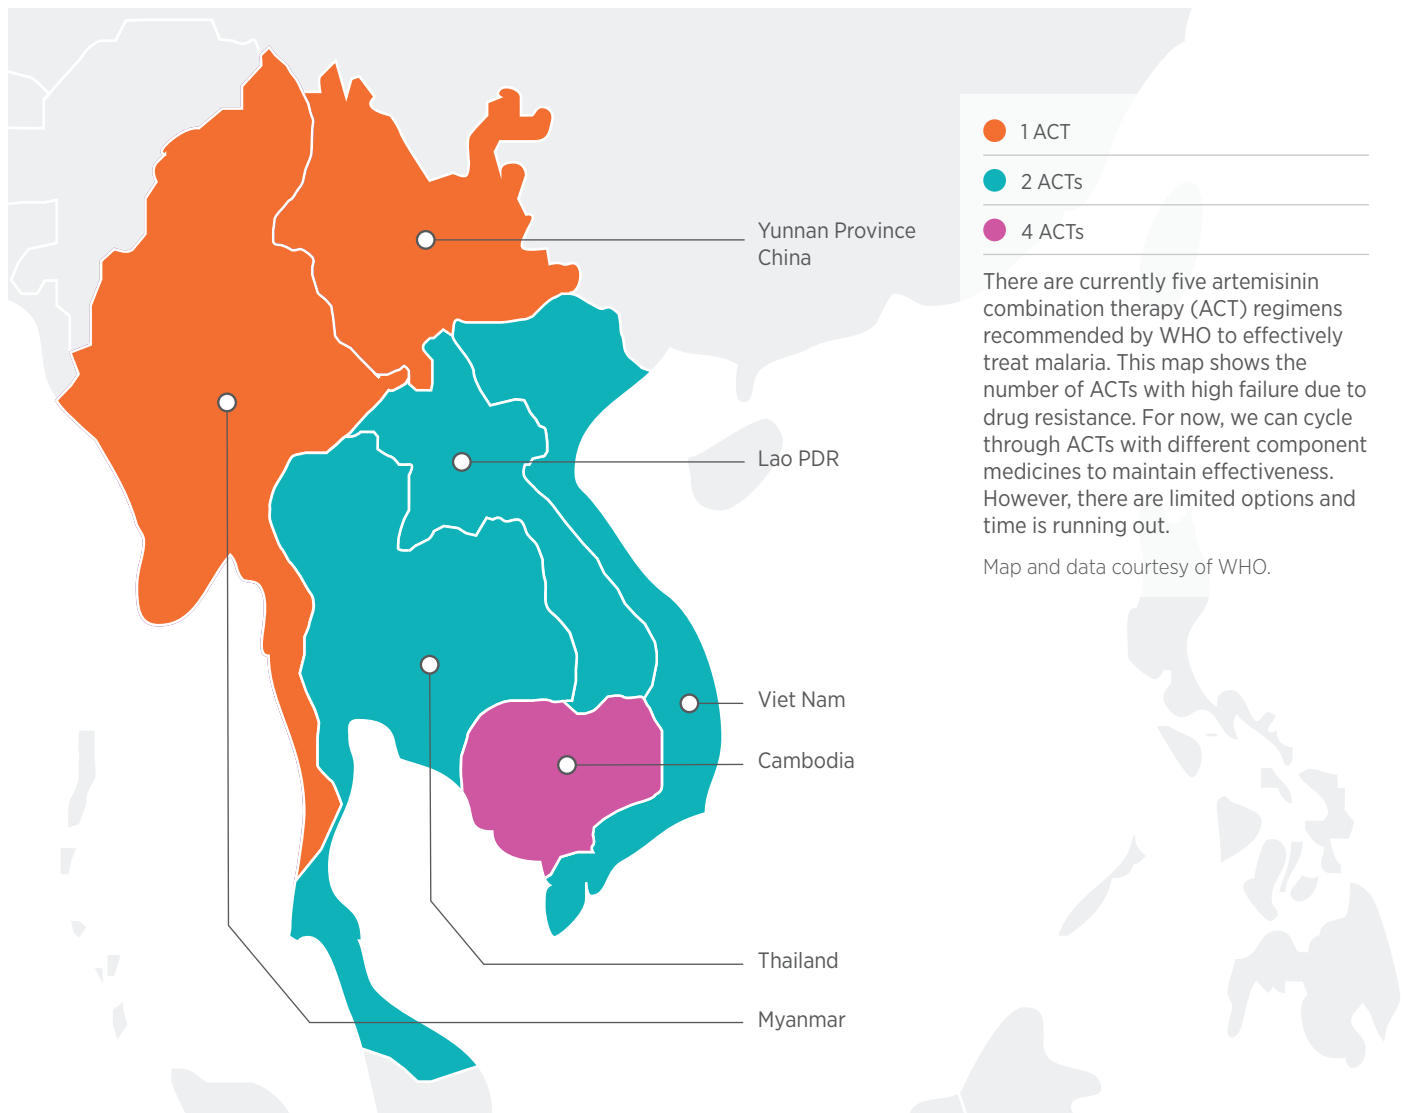 1 ACT
2 ACTs
4 ACTs
There are currently five artemisinin
combination therapy (ACT) regimens
recommended by WHO to effectively
treat malaria. This map shows the
number of ACTs with high failure due to
drug resistance. For now, we can cycle
through ACTs with different component
medicines to maintain effectiveness.
However, there are limited options and
time is running out.
Map and data courtesy of WHO.
Yunnan Province
China
Lao PDR
Viet Nam
Cambodia
Thailand
Myanmar